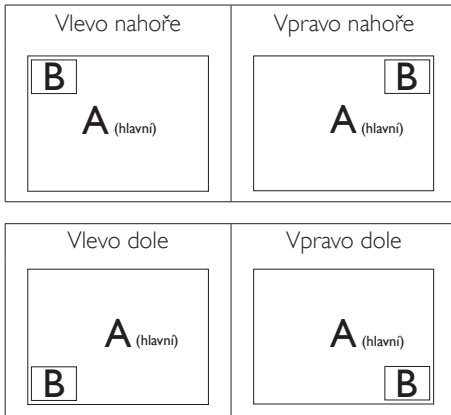 Vlevo nahoře
Vpravo nahoře
B
A (hlavní)
B
A (hlavní)
Vlevo dole
Vpravo dole
A (hlavní)
B
A (hlavní)
B